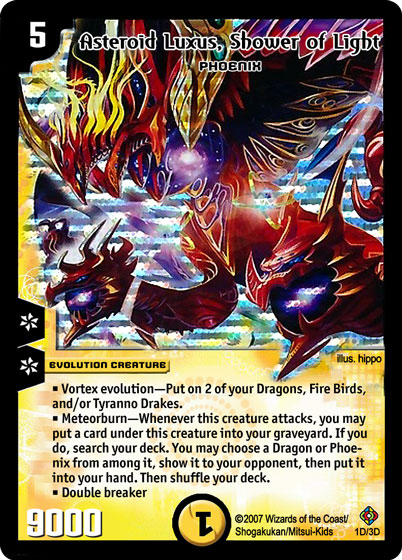 5
Asteroid Luxus, Shower of Light
PHOENIX
illus. hippo
EVOLUTION CREATURE
▪ Vortex evolution—Put on 2 of your Dragons, Fire Birds,
and/or Tyranno Drakes.
▪ Meteorburn—Whenever this creature attacks, you may
put a card under this creature into your graveyard. If you
do, search your deck. You may choose a Dragon or Phoe-
nix from among it, show it to your opponent, then put it
into your hand. Then shuffle your deck.
▪ Double breaker
9000
1
©2007 Wizards of the Coast/
Shogakukan/Mitsui-Kids
1D/3D